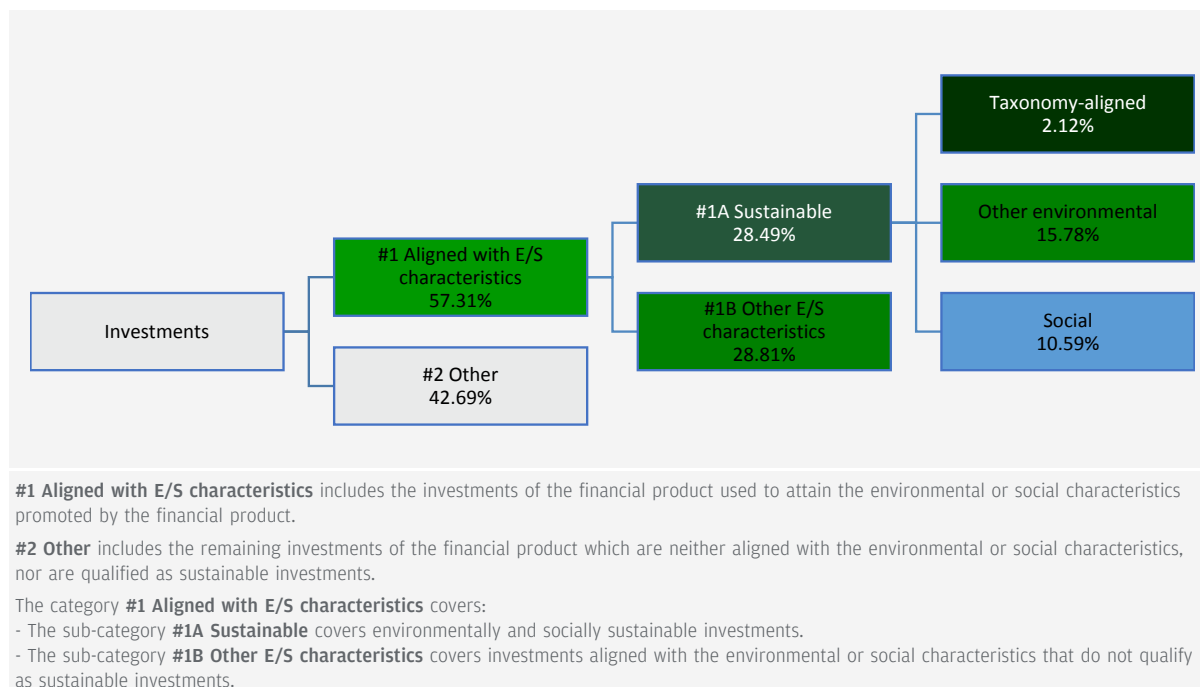 Investments
#1 Aligned with E/S
characteristics
57.31%
#2 Other
42.69%
#1A Sustainable
28.49%
#1B Other E/S
characteristics
28.81%
Taxonomy-aligned
2.12%
Other environmental
15.78%
Social
10.59%
#1 Aligned with E/S characteristics includes the investments of the financial product used to attain the environmental or social characteristics
promoted by the financial product.
#2 Other includes the remaining investments of the financial product which are neither aligned with the environmental or social characteristics,
nor are qualified as sustainable investments.
The category #1 Aligned with E/S characteristics covers:
- The sub-category #1A Sustainable covers environmentally and socially sustainable investments.
- The sub-category #1B Other E/S characteristics covers investments aligned with the environmental or social characteristics that do not qualify
as sustainable investments.